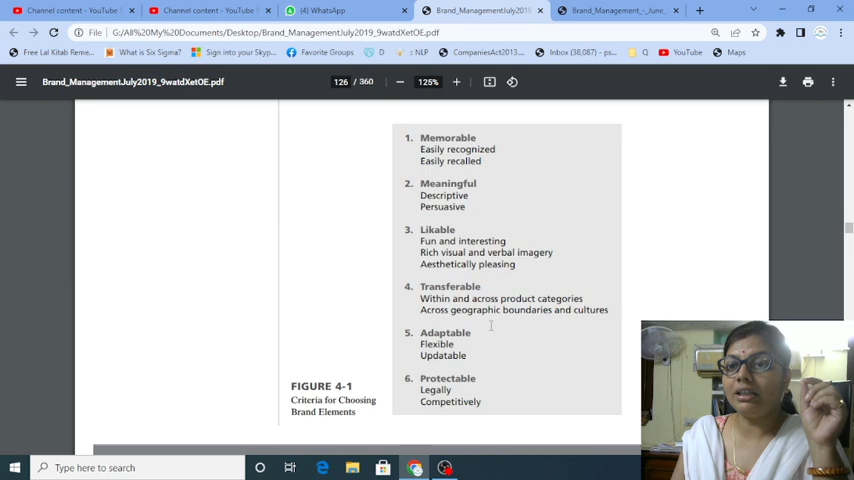 Channel content - YouTube S
Channel content - YouTube S
(4) WhatsApp
Brand_ManagementJuly2019
Brand_Management_-_June_
File
G:/All%20My%20Documents/Desktop/Brand_ManagementJuly2019_9watdXetOE.pdf
Free Lal Kitab Reme...
What is Six Sigma?
Sign into your Skyp...
Favorite Groups
D
:: NLP
CompaniesAct2013....
Inbox (38,087) - ps...
Q
YouTube
Maps
Brand_ManagementJuly2019_9watdXetOE.pdf
126 / 360
125%
1. Memorable
Easily recognized
Easily recalled
2. Meaningful
Descriptive
Persuasive
3. Likable
Fun and interesting
Rich visual and verbal imagery
Aesthetically pleasing
4. Transferable
Within and across product categories
Across geographic boundaries and cultures
5. Adaptable
Flexible
Updatable
6. Protectable
Legally
Competitively
FIGURE 4-1
Criteria for Choosing
Brand Elements
Type here to search